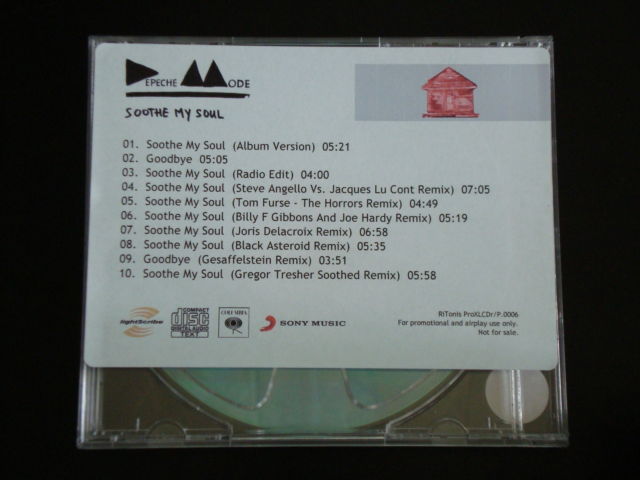 DEPECHE MODE
SOOTHE MY SOUL
01. Soothe My Soul (Album Version) 05:21
02. Goodbye 05:05
03. Soothe My Soul (Radio Edit) 04:00
04. Soothe My Soul (Steve Angello Vs. Jacques Lu Cont Remix) 07:05
05. Soothe My Soul (Tom Furse - The Horrors Remix) 04:49
06. Soothe My Soul (Billy F Gibbons And Joe Hardy Remix) 05:19
07. Soothe My Soul (Joris Delacroix Remix) 06:58
08. Soothe My Soul (Black Asteroid Remix) 05:35
09. Goodbye (Gesaffelstein Remix) 03:51
10. Soothe My Soul (Gregor Tresher Soothed Remix) 05:58
lightScribe
COMPACT
disc
DIGITAL AUDIO
TEXT
COLUMBIA
SONY MUSIC
RiTonis ProXLCDr/P.0006
For promotional and airplay use only.
Not for sale.